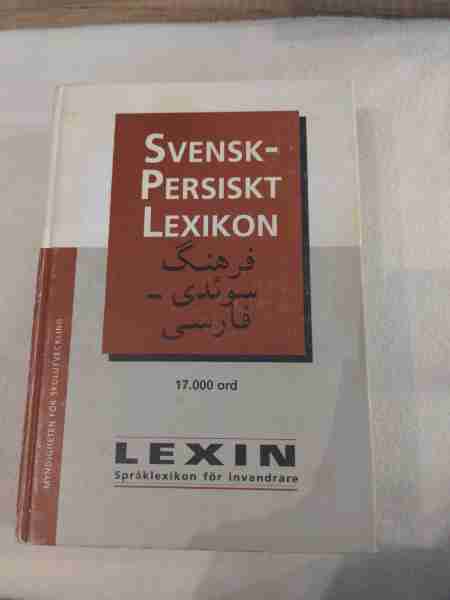 SVENSK-
PERSISKT
LEXIKON
فرهنگ
سوئدی -
فارسی
17.000 ord
LEXIN
Språklexikon för invandrare
MYNDIGHETEN FÖR SKOLUTVECKLING